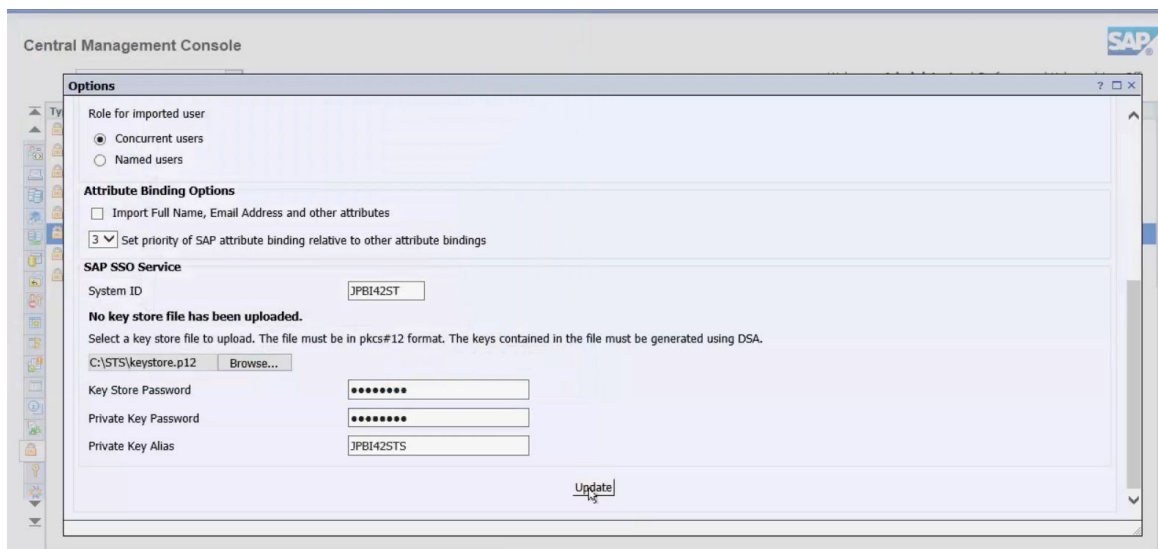 Central Management Console
SAP
Options
? □ ×
Ty
Role for imported user
Concurrent users
Named users
Attribute Binding Options
Import Full Name, Email Address and other attributes
3 Set priority of SAP attribute binding relative to other attribute bindings
SAP SSO Service
System ID JPBI42ST
No key store file has been uploaded.
Select a key store file to upload. The file must be in pkcs#12 format. The keys contained in the file must be generated using DSA.
C:\STS\keystore.p12 Browse...
Key Store Password ●●●●●●●●
Private Key Password ●●●●●●●●
Private Key Alias JPBI42STS
Update